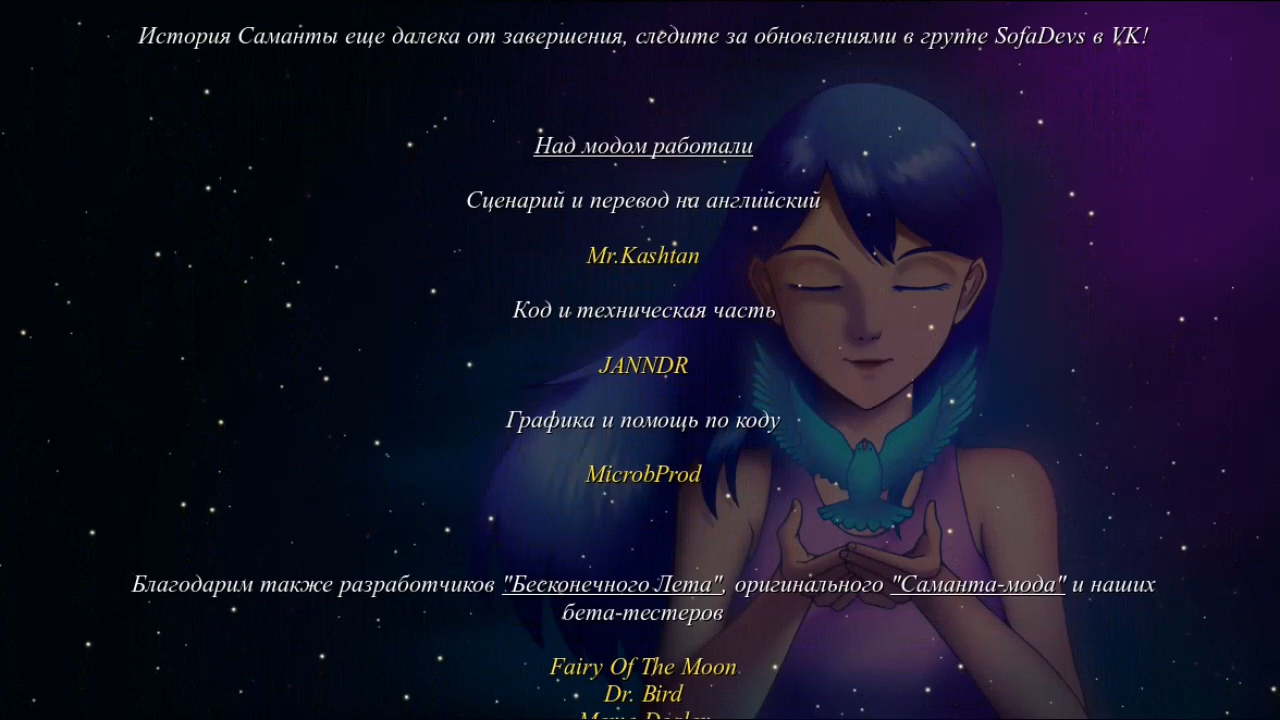 История Саманты еще далека от завершения, следите за обновлениями в группе SofaDevs в VK!
Над модом работали
Сценарий и перевод на английский
Mr.Kashtan
Код и техническая часть
JANNDR
Графика и помощь по коду
MicrobProd
Благодарим также разработчиков "Бесконечного Лета", оригинального "Саманта-мода" и наших
бета-тестеров
Fairy Of The Moon
Dr. Bird